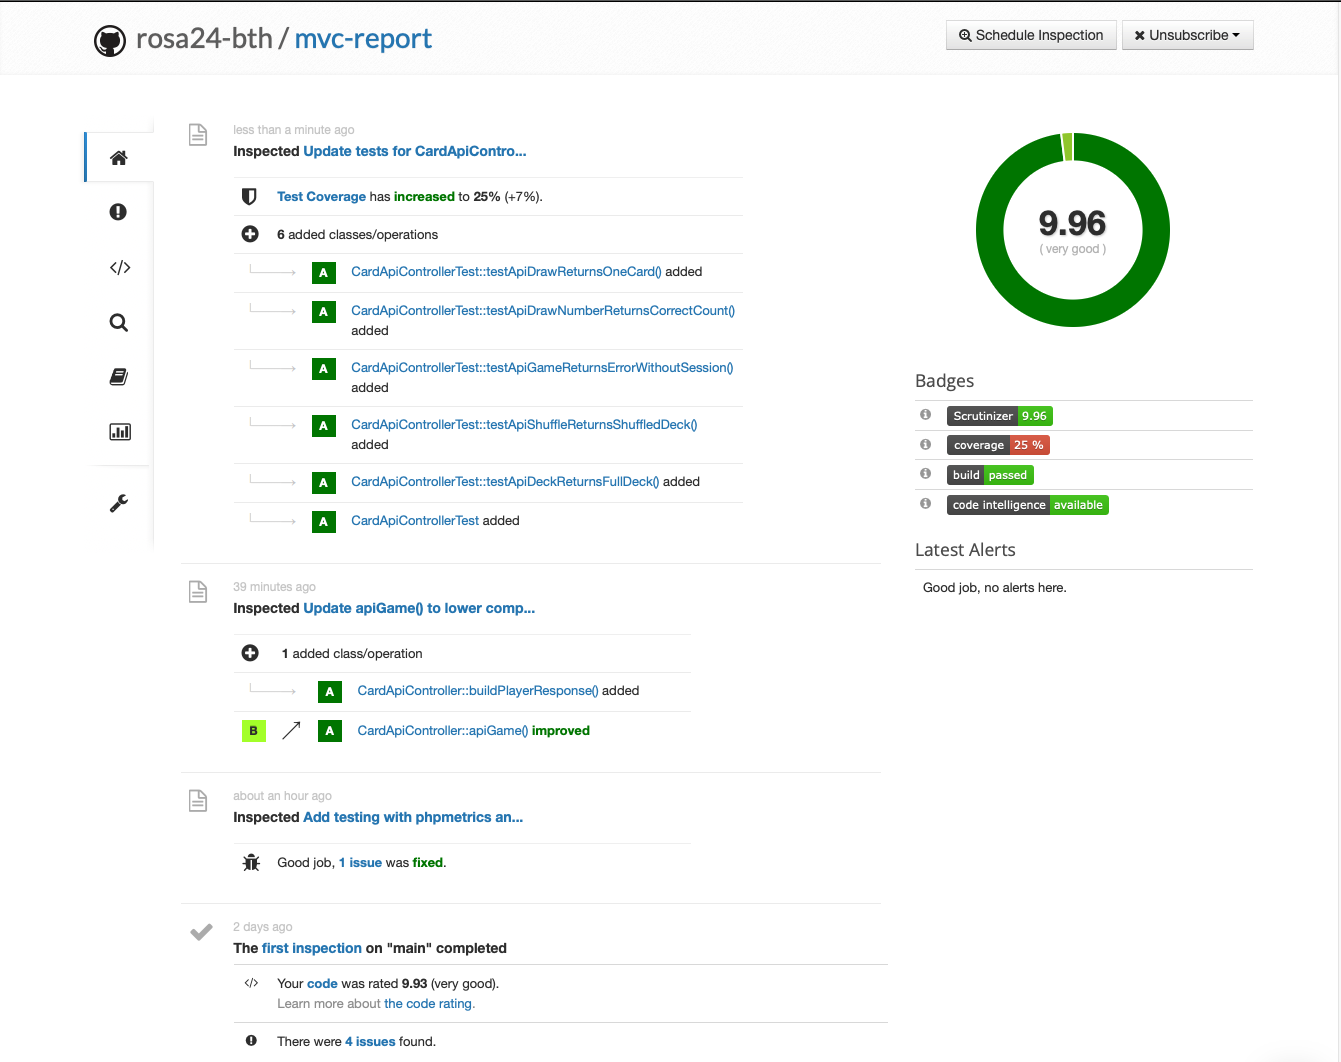 rosa24-bth / mvc-report
Schedule Inspection
Unsubscribe
less than a minute ago
Inspected Update tests for CardApiContro...
Test Coverage has increased to 25% (+7%).
6 added classes/operations
A CardApiControllerTest::testApiDrawReturnsOneCard() added
A CardApiControllerTest::testApiDrawNumberReturnsCorrectCount()
added
A CardApiControllerTest::testApiGameReturnsErrorWithoutSession()
added
A CardApiControllerTest::testApiShuffleReturnsShuffledDeck()
added
A CardApiControllerTest::testApiDeckReturnsFullDeck() added
A CardApiControllerTest added
39 minutes ago
Inspected Update apiGame() to lower comp...
1 added class/operation
A CardApiController::buildPlayerResponse() added
B A CardApiController::apiGame() improved
about an hour ago
Inspected Add testing with phpmetrics an...
Good job, 1 issue was fixed.
2 days ago
The first inspection on "main" completed
Your code was rated 9.93 (very good).
Learn more about the code rating.
There were 4 issues found.
9.96
( very good )
Badges
Scrutinizer 9.96
coverage 25 %
build passed
code intelligence available
Latest Alerts
Good job, no alerts here.